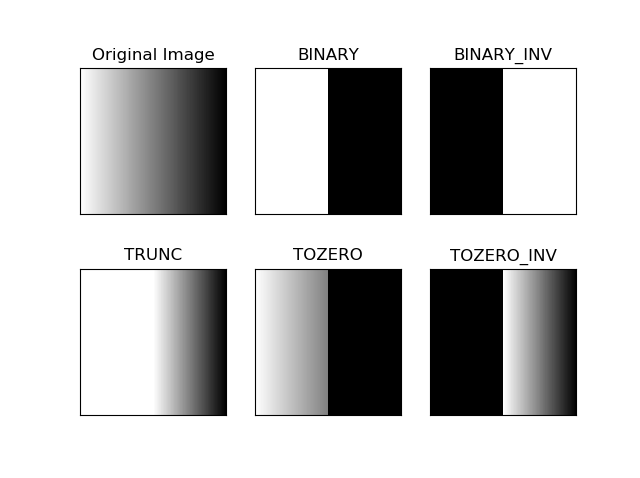 Original Image
BINARY
BINARY_INV
TRUNC
TOZERO
TOZERO_INV